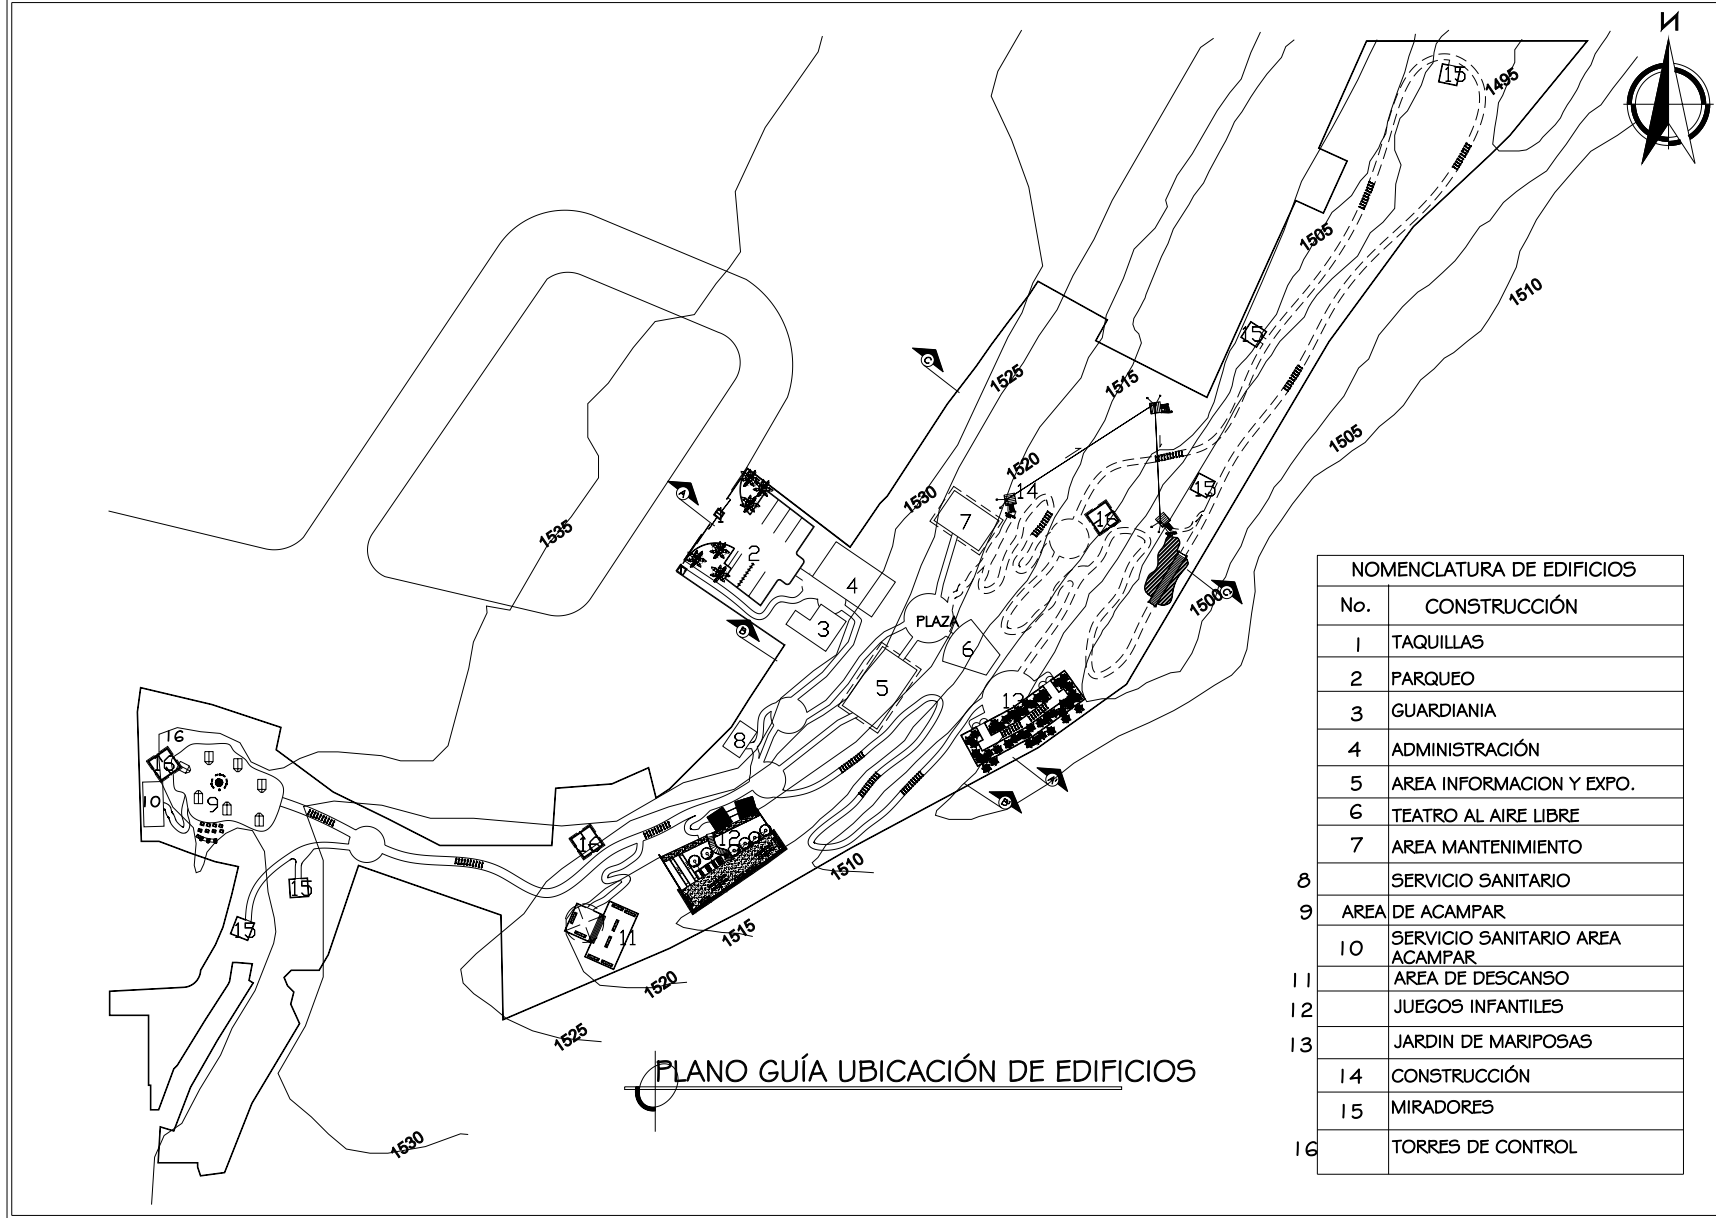 N
15
1495
1505
1510
15
C
1525
1515
1505
1520
14
1530
A
7
15
15
1535
2
4
1500
C
3
PLAZA
B
6
5
13
8
16
16
10
9
A
B
12
16
1510
15
15
11
1515
1520
1525
1530
PLANO GUÍA UBICACIÓN DE EDIFICIOS
NOMENCLATURA DE EDIFICIOS
No. CONSTRUCCIÓN
1 TAQUILLAS
2 PARQUEO
3 GUARDIANIA
4 ADMINISTRACIÓN
5 AREA INFORMACION Y EXPO.
6 TEATRO AL AIRE LIBRE
7 AREA MANTENIMIENTO
8 SERVICIO SANITARIO
9 AREA DE ACAMPAR
10 SERVICIO SANITARIO AREA
ACAMPAR
11 AREA DE DESCANSO
12 JUEGOS INFANTILES
13 JARDIN DE MARIPOSAS
14 CONSTRUCCIÓN
15 MIRADORES
16 TORRES DE CONTROL